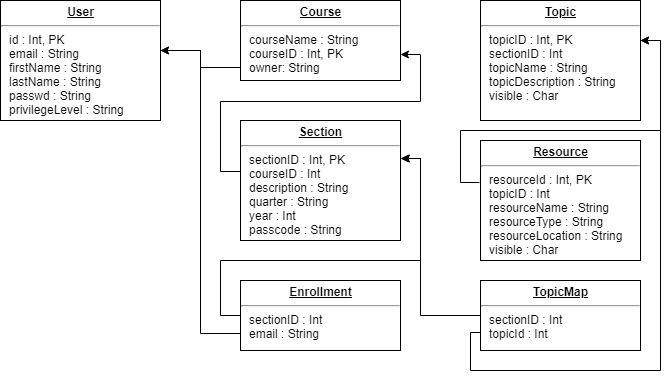 User
id : Int, PK
email : String
firstName : String
lastName : String
passwd : String
privilegeLevel : String
Course
courseName : String
courseID : Int, PK
owner: String
Topic
topicID : Int, PK
sectionID : Int
topicName : String
topicDescription : String
visible : Char
Section
sectionID : Int, PK
courseID : Int
description : String
quarter : String
year : Int
passcode : String
Resource
resourceId : Int, PK
topicID : Int
resourceName : String
resourceType : String
resourceLocation : String
visible : Char
Enrollment
sectionID : Int
email : String
TopicMap
sectionID : Int
topicId : Int